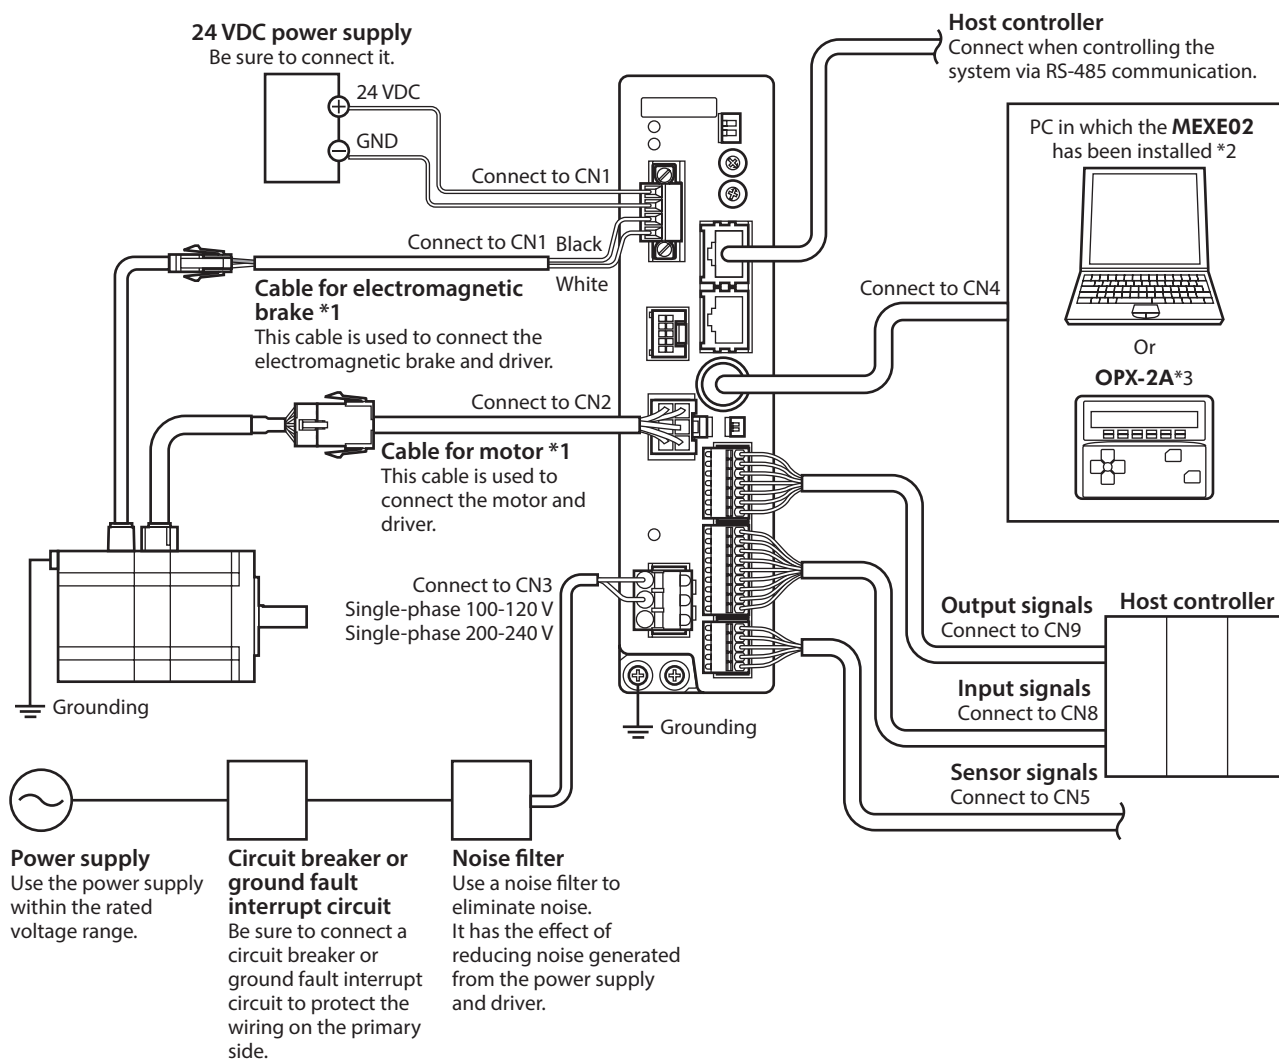 24 VDC power supply
Be sure to connect it.
24 VDC
GND
Connect to CN1
Connect to CN1
Black
White
Cable for electromagnetic
brake *1
This cable is used to connect the
electromagnetic brake and driver.
Connect to CN2
Cable for motor *1
This cable is used to
connect the motor and
driver.
Connect to CN3
Single-phase 100-120 V
Single-phase 200-240 V
Grounding
Grounding
Host controller
Connect when controlling the
system via RS-485 communication.
PC in which the MEXE02
has been installed *2
Connect to CN4
Or
OPX-2A*3
Output signals
Connect to CN9
Host controller
Input signals
Connect to CN8
Sensor signals
Connect to CN5
Power supply
Use the power supply
within the rated
voltage range.
Circuit breaker or
ground fault
interrupt circuit
Be sure to connect a
circuit breaker or
ground fault interrupt
circuit to protect the
wiring on the primary
side.
Noise filter
Use a noise filter to
eliminate noise.
It has the effect of
reducing noise generated
from the power supply
and driver.